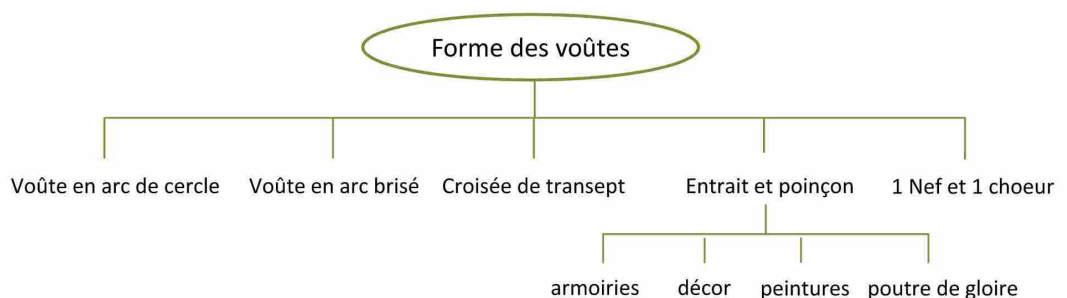 Forme des voûtes
Voûte en arc de cercle Voûte en arc brisé Croisée de transept Entrait et poinçon 1 Nef et 1 choeur
armoiries décor peintures poutre de gloire